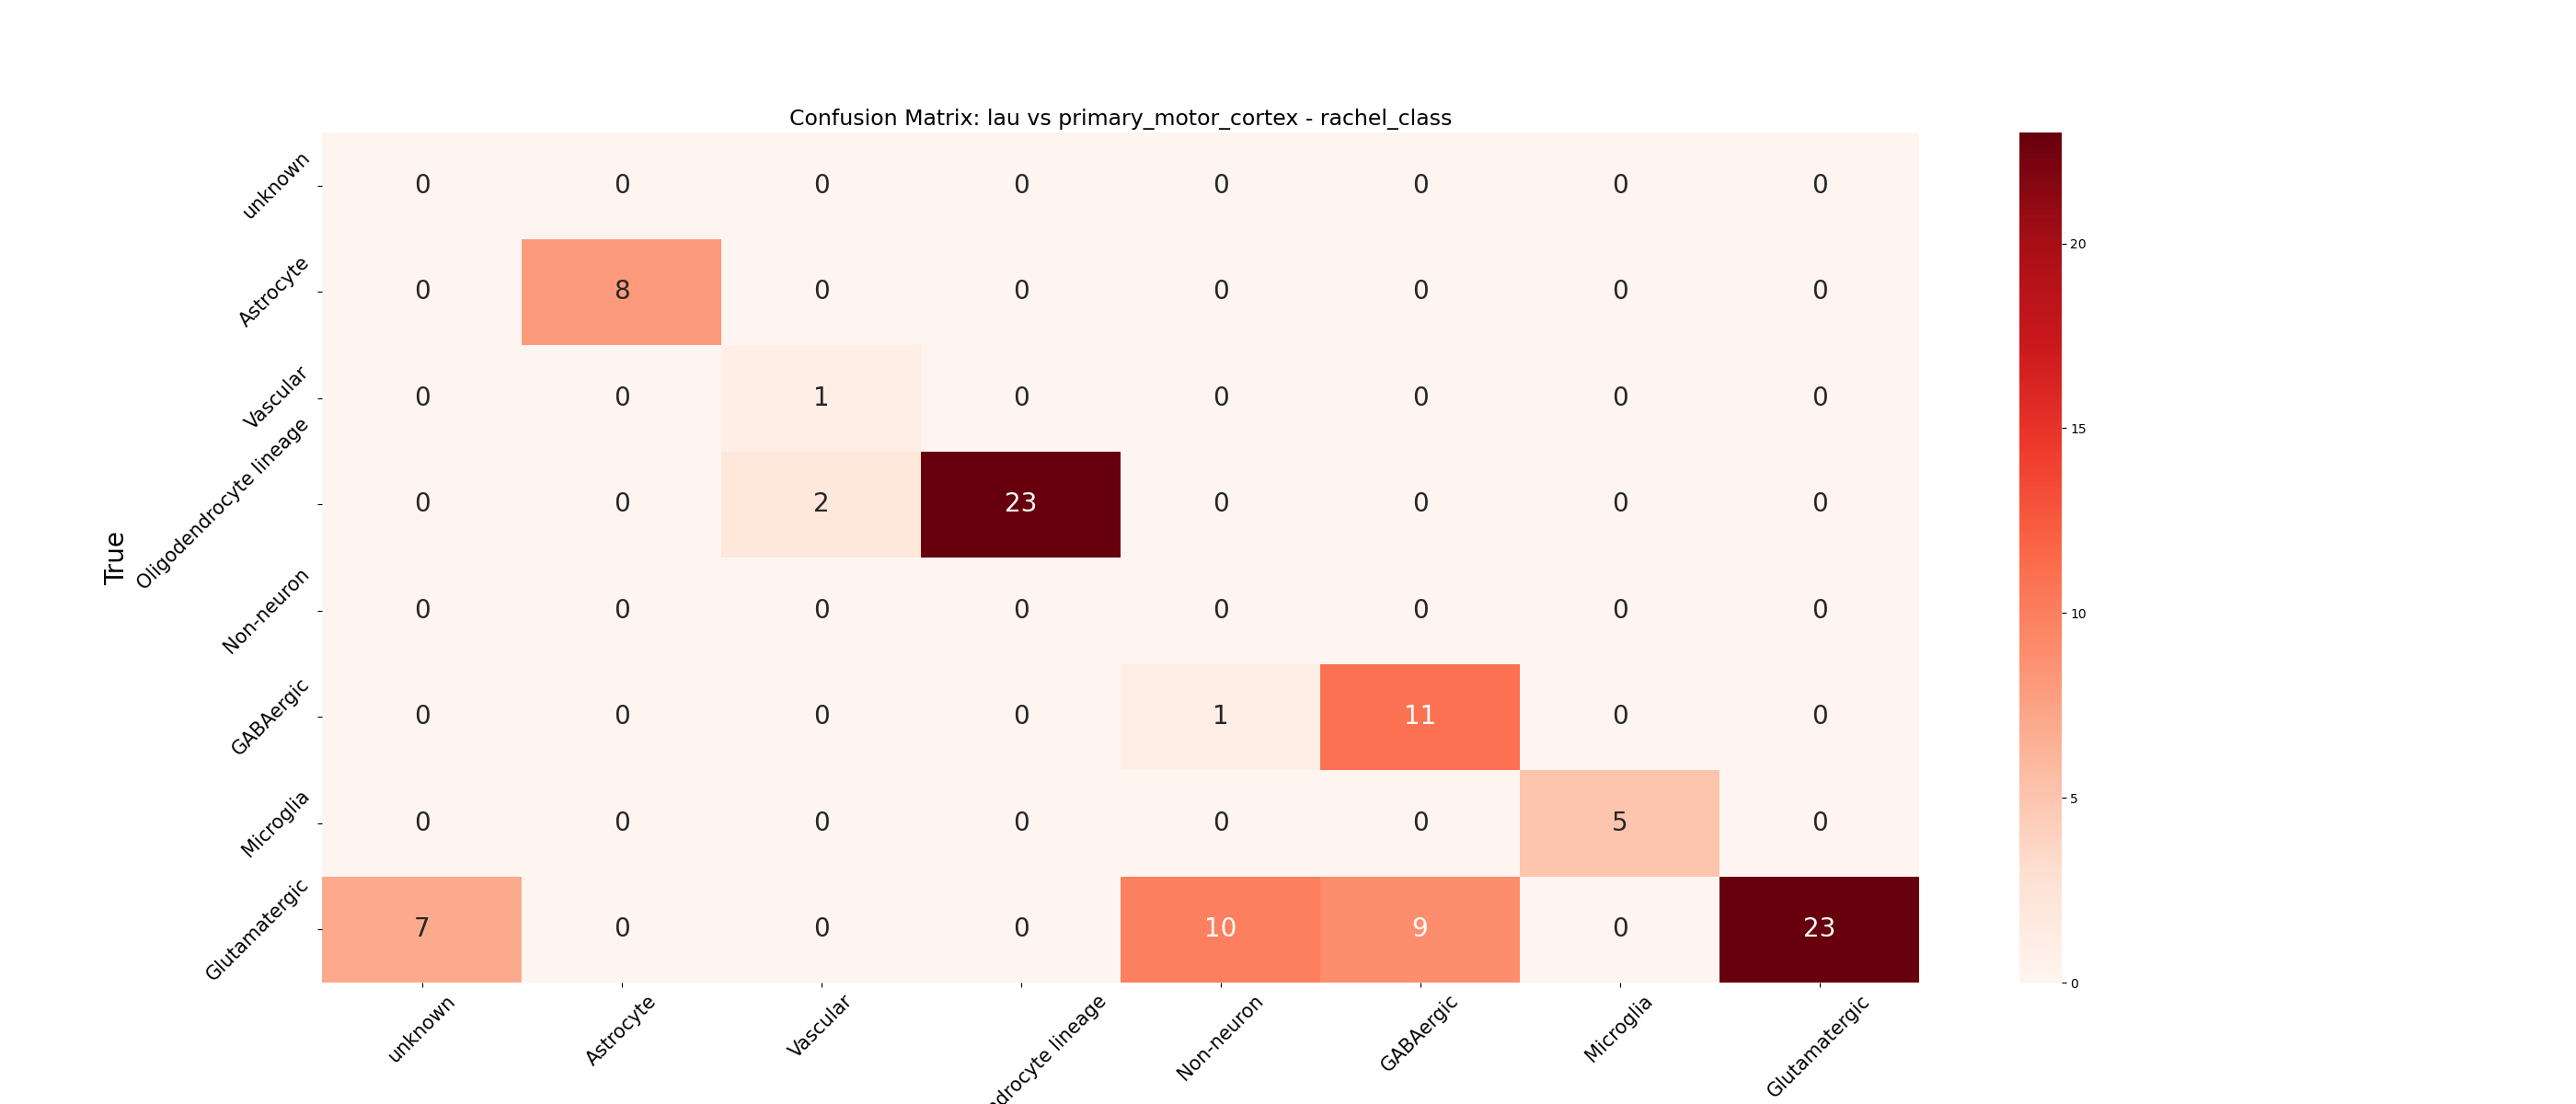 Confusion Matrix: lau vs primary_motor_cortex - rachel_class
unknown 0 0 0 0 0 0 0 0
Astrocyte 0 8 0 0 0 0 0 0
Vascular 0 0 1 0 0 0 0 0
Oligodendrocyte lineage 0 0 2 23 0 0 0 0
Non-neuron 0 0 0 0 0 0 0 0
GABAergic 0 0 0 0 1 11 0 0
Microglia 0 0 0 0 0 0 5 0
Glutamatergic 7 0 0 0 10 9 0 23
True
unknown Astrocyte Vascular drocyte lineage Non-neuron GABAergic Microglia Glutamatergic
20
15
10
5
0